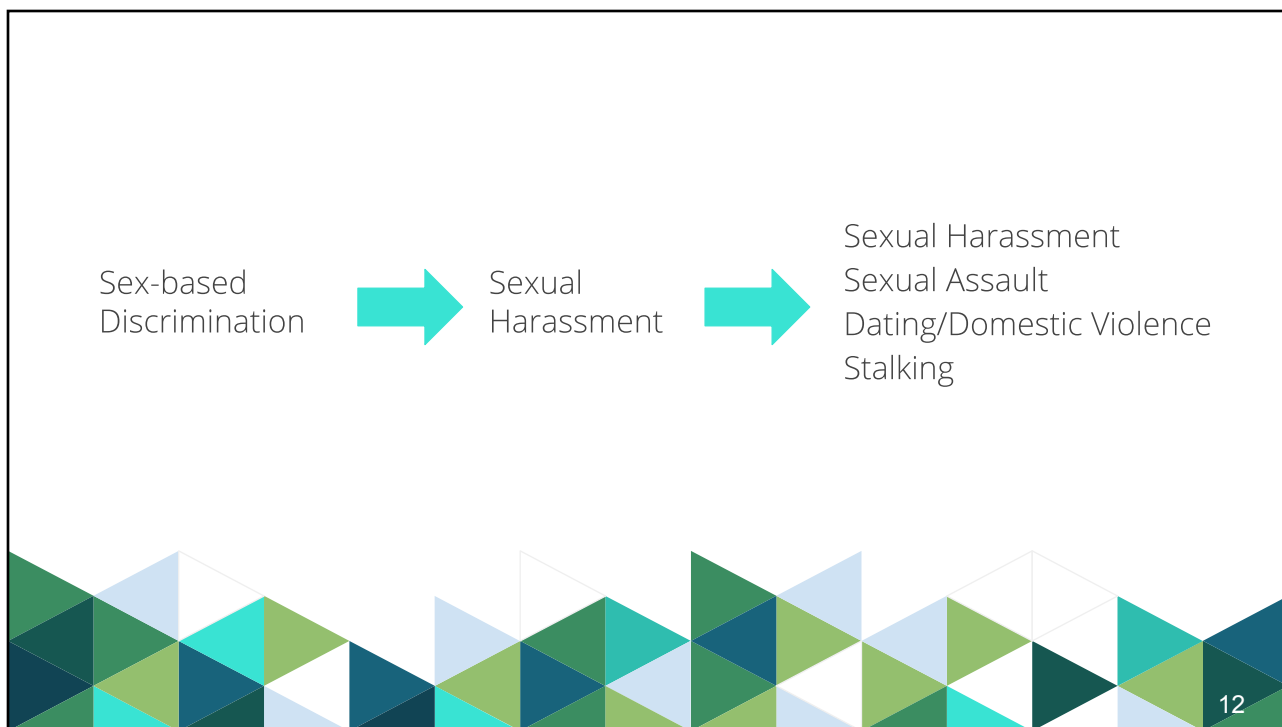 Sex-based
Discrimination
Sexual
Harassment
Sexual Harassment
Sexual Assault
Dating/Domestic Violence
Stalking
12